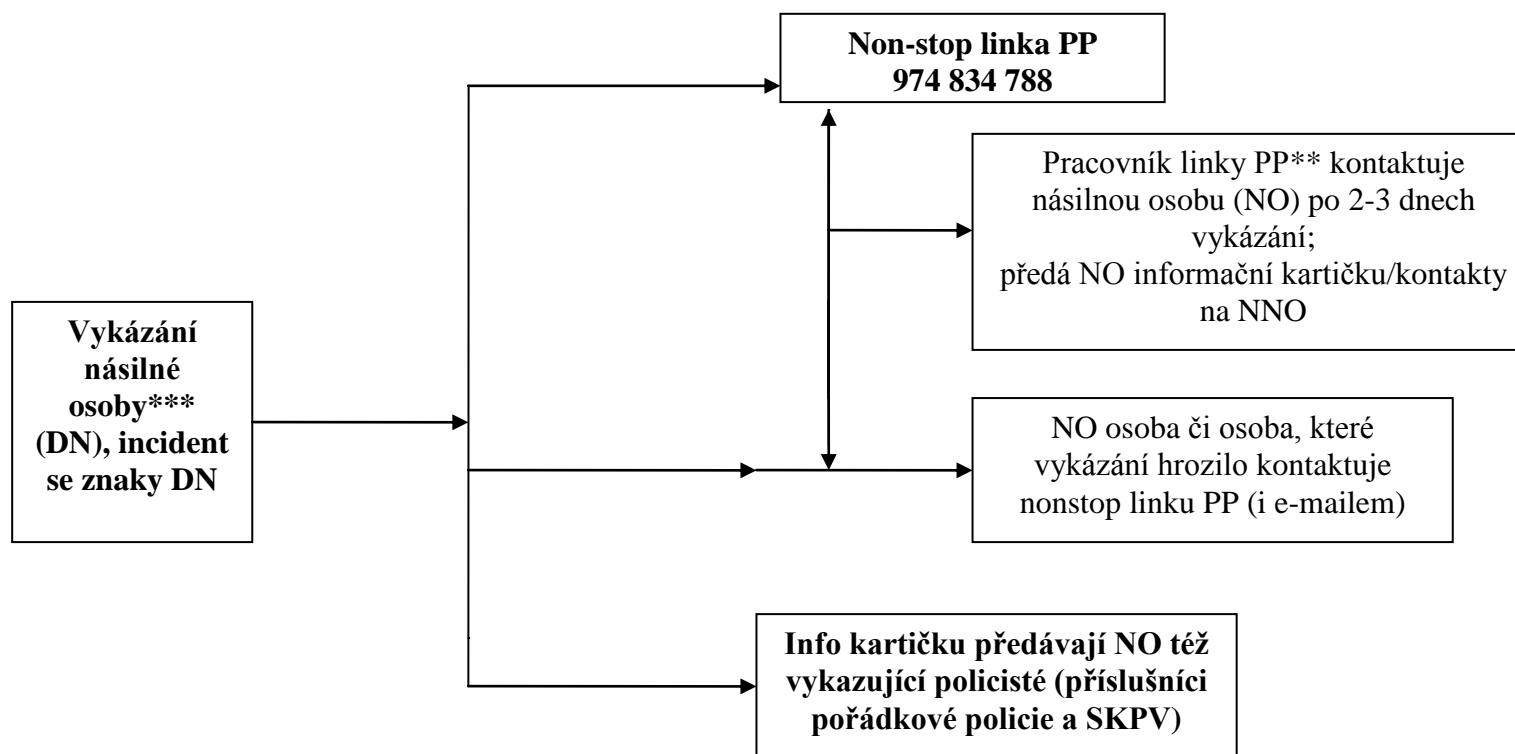 Non-stop linka PP
974 834 788
Pracovník linky PP** kontaktuje
násilnou osobu (NO) po 2-3 dnech
vykázání;
předá NO informační kartičku/kontakty
na NNO
Vykázání
násilné
osoby***
(DN), incident
se znaky DN
NO osoba či osoba, které
vykázání hrozilo kontaktuje
nonstop linku PP (i e-mailem)
Info kartičku předávají NO též
vykazující policisté (příslušníci
pořádkové policie a SKPV)